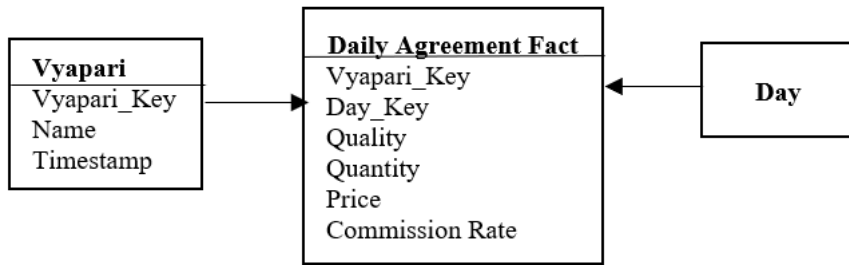 Vyapari
Vyapari_Key
Name
Timestamp
Daily Agreement Fact
Vyapari_Key
Day_Key
Quality
Quantity
Price
Commission Rate
Day